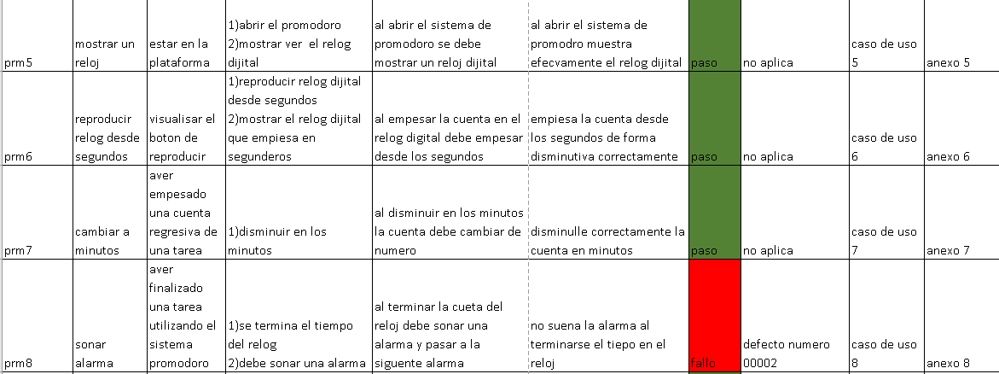 prm5
mostrar un
reloj
estar en la
plataforma
1)abrir el promodoro
2)mostrar ver  el relog
dijital
al abrir el sistema de
promodoro se debe
mostrar un reloj dijital
al abrir el sistema de
promodro muestra
efecvamente el relog dijital
paso
no aplica
caso de uso
5
anexo 5
prm6
reproducir
relog desde
segundos
visualisar el
boton de
reproducir
1)reproducir relog dijital
desde segundos
2)mostrar el relog dijital
que empiesa en
segunderos
al empesar la cuenta en el
relog digital debe empesar
desde los segundos
empiesa la cuenta desde
los segundos de forma
disminutiva correctamente
paso
no aplica
caso de uso
6
anexo 6
prm7
cambiar a
minutos
aver
empesado
una cuenta
regresiva de
una tarea
1)disminuir en los
minutos
al disminuir en los minutos
la cuenta debe cambiar de
numero
disminulle correctamente la
cuenta en minutos
paso
no aplica
caso de uso
7
anexo 7
prm8
sonar
alarma
aver
finalizado
una tarea
utilizando el
sistema
promodoro
1)se termina el tiempo
del relog
2)debe sonar una alarma
al terminar la cueta del
reloj debe sonar una
alarma y pasar a la
siguente alarma
no suena la alarma al
terminarse el tiepo en el
reloj
fallo
defecto numero
00002
caso de uso
8
anexo 8